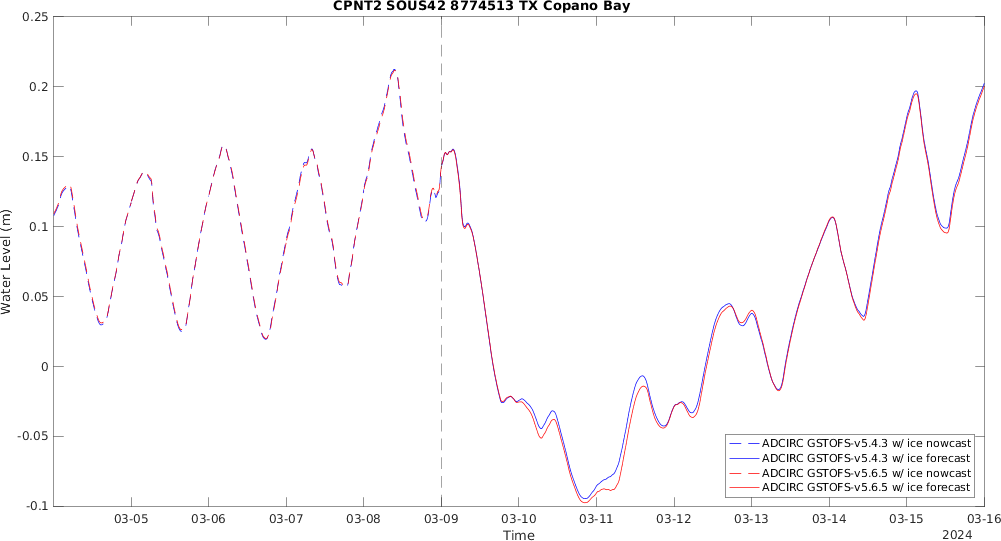 CPNT2 SOUS42 8774513 TX Copano Bay
0.25
0.2
0.15
0.1
0.05
0
-0.05
-0.1
Water Level (m)
ADCIRC GSTOFS-v5.4.3 w/ ice nowcast
ADCIRC GSTOFS-v5.4.3 w/ ice forecast
ADCIRC GSTOFS-v5.6.5 w/ ice nowcast
ADCIRC GSTOFS-v5.6.5 w/ ice forecast
03-05 03-06 03-07 03-08 03-09 03-10 03-11 03-12 03-13 03-14 03-15 03-16
Time
2024